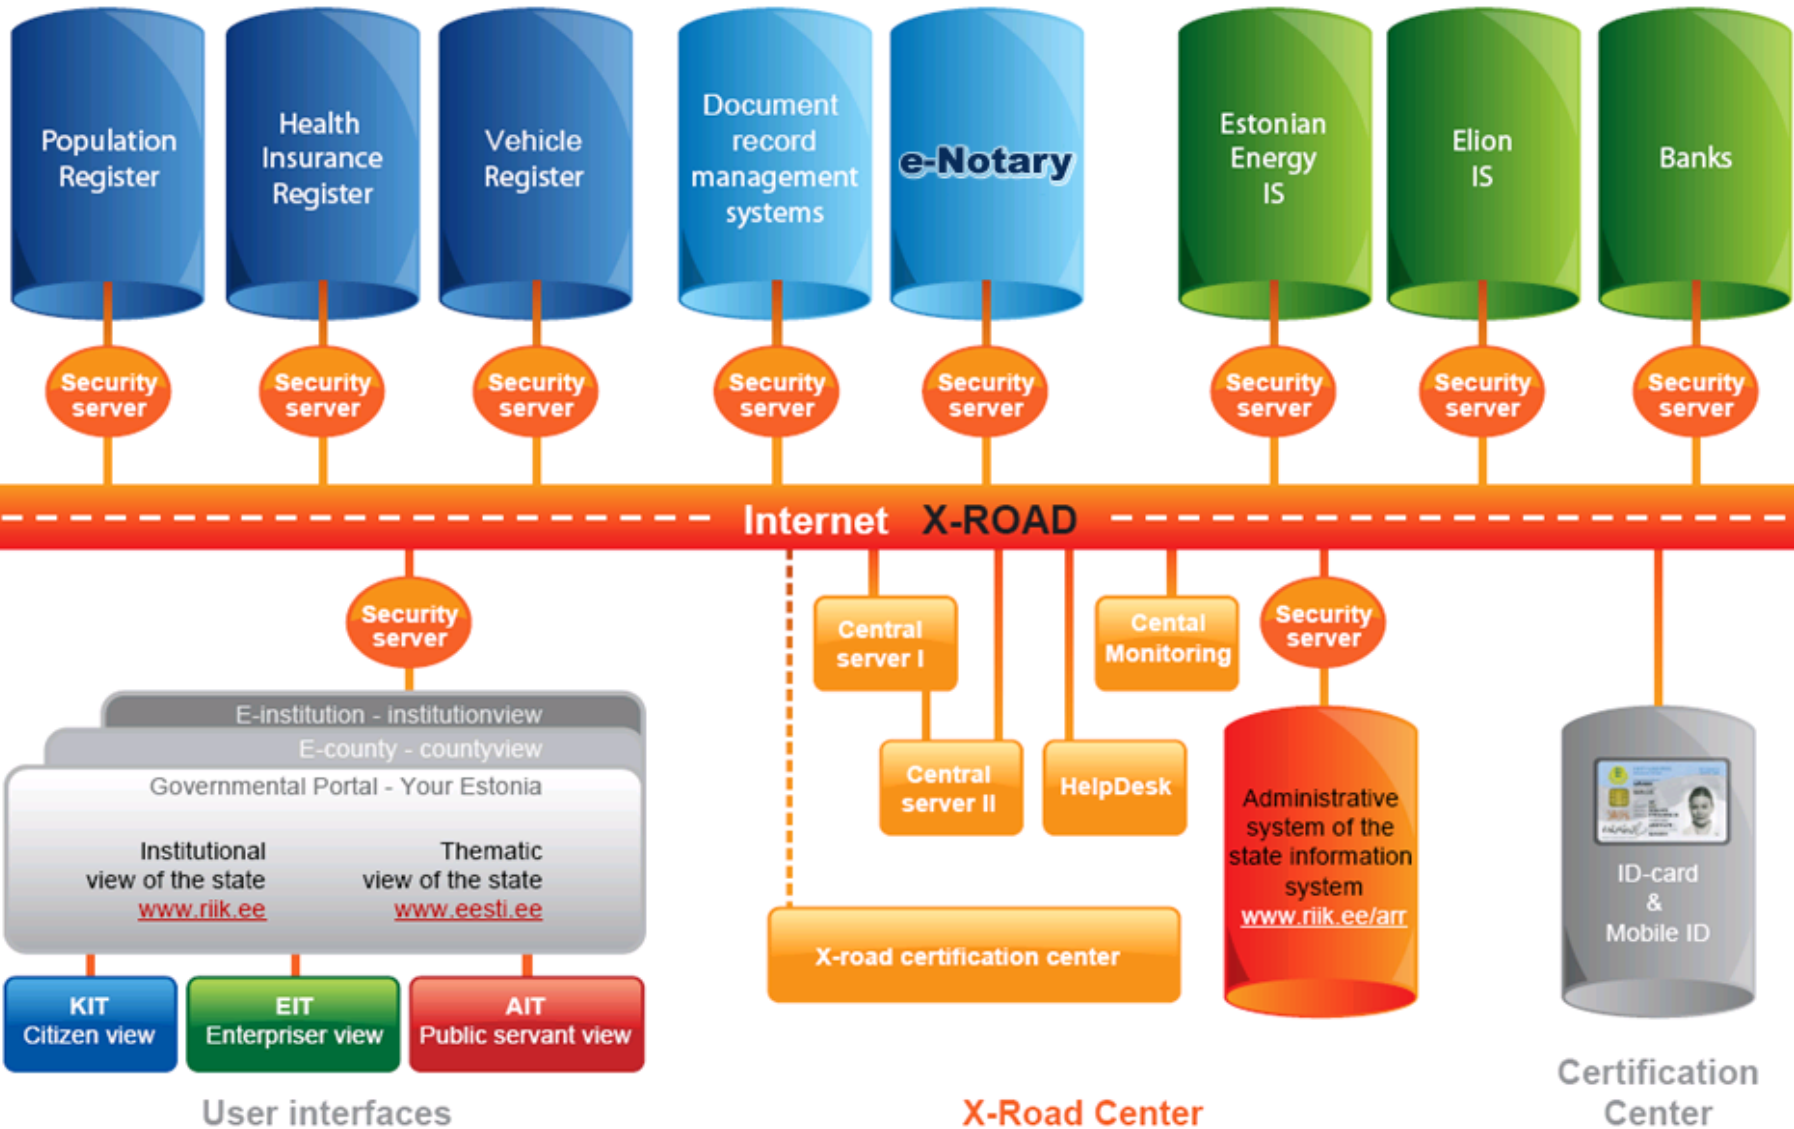 Population
Register
Health
Insurance
Register
Vehicle
Register
Document
record
management
systems
e-Notary
Estonian
Energy
IS
Elion
IS
Banks
Security
server
Security
server
Security
server
Security
server
Security
server
Security
server
Security
server
Security
server
Internet X-ROAD
Security
server
E-institution - institutionview
E-county - countyview
Governmental Portal - Your Estonia
Institutional
view of the state
www.riik.ee
Thematic
view of the state
www.eesti.ee
KIT
Citizen view
EIT
Enterpriser view
AIT
Public servant view
User interfaces
Central
server I
Central
server II
HelpDesk
Cental
Monitoring
X-road certification center
Security
server
Administrative
system of the
state information
system
www.riik.ee/arr
X-Road Center
ID-card
&
Mobile ID
Certification
Center